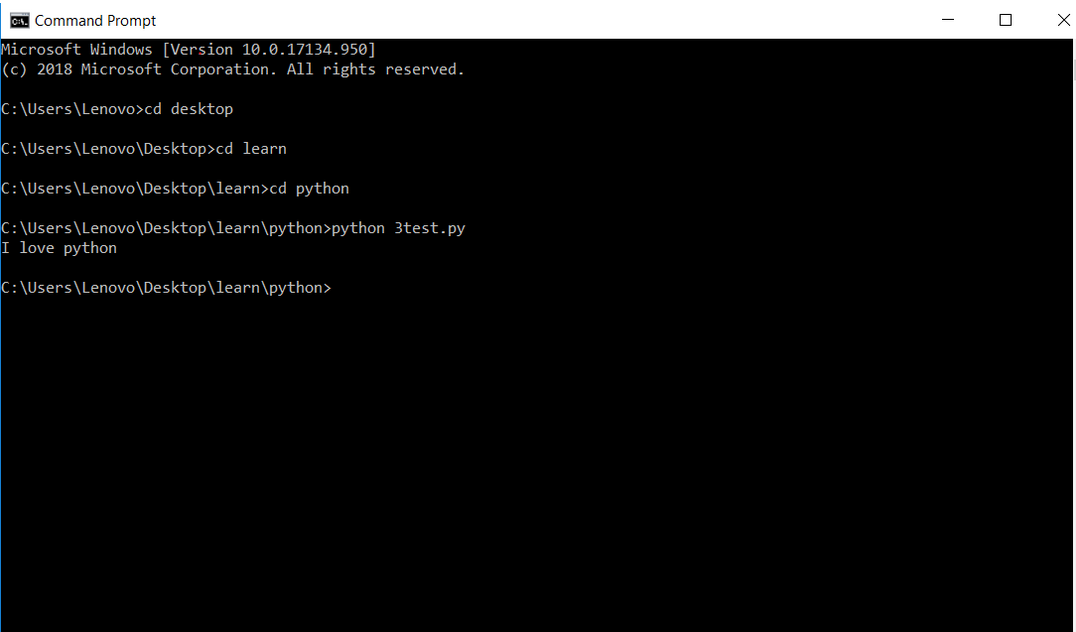 Command Prompt
Microsoft Windows [Version 10.0.17134.950]
(c) 2018 Microsoft Corporation. All rights reserved.
C:\Users\Lenovo>cd desktop
C:\Users\Lenovo\Desktop>cd learn
C:\Users\Lenovo\Desktop\learn>cd python
C:\Users\Lenovo\Desktop\learn\python>python 3test.py
I love python
C:\Users\Lenovo\Desktop\learn\python>